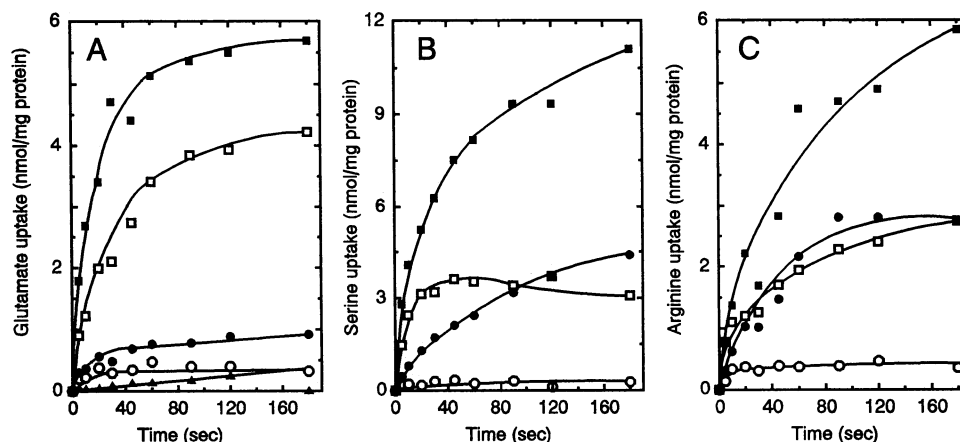 A
Glutamate uptake (nmol/mg protein)
6
4
2
0
0 40 80 120 160
Time (sec)
B
Serine uptake (nmol/mg protein)
12
9
6
3
0
0 40 80 120 160
Time (sec)
C
Arginine uptake (nmol/mg protein)
6
4
2
0
0 40 80 120 160
Time (sec)